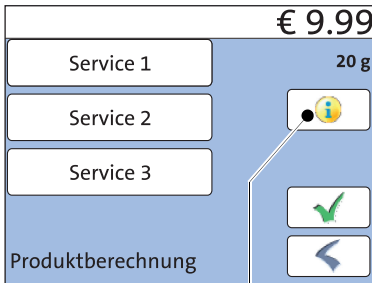 € 9.99
Service 1
20 g
Service 2
Service 3
Produktberechnung